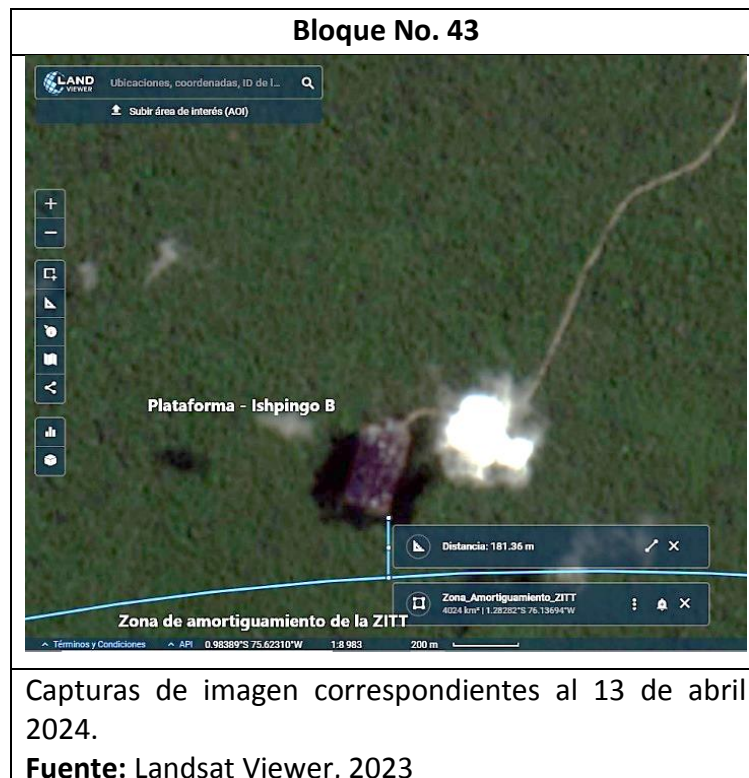 Bloque No. 43
LAND VIEWER
Ubicaciones, coordenadas, ID de l...
Subir área de interés (AOI)
Plataforma - Ishpingo B
Distancia: 181.36 m
Zona_Amortiguamiento_ZITT
4024 km² | 1.28282°S 76.13694°W
Zona de amortiguamiento de la ZITT
Términos y Condiciones
API
0.98389°S 75.62310°W
1:8 983
200 m
Capturas de imagen correspondientes al 13 de abril
2024.
Fuente: Landsat Viewer, 2023